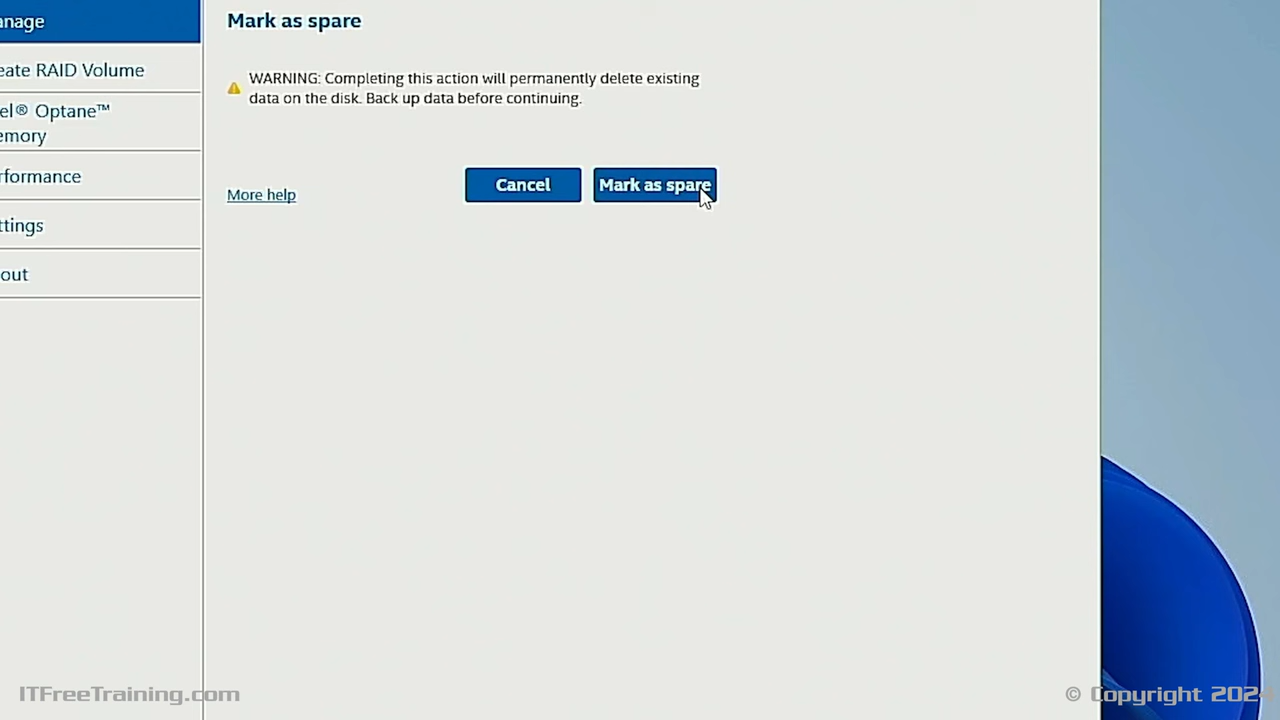 anage
Mark as spare
WARNING: Completing this action will permanently delete existing
data on the disk. Back up data before continuing.
eate RAID Volume
el® Optane™
emory
rformance
ttings
out
More help
Cancel
Mark as spare
ITFreeTraining.com
© Copyright 2024